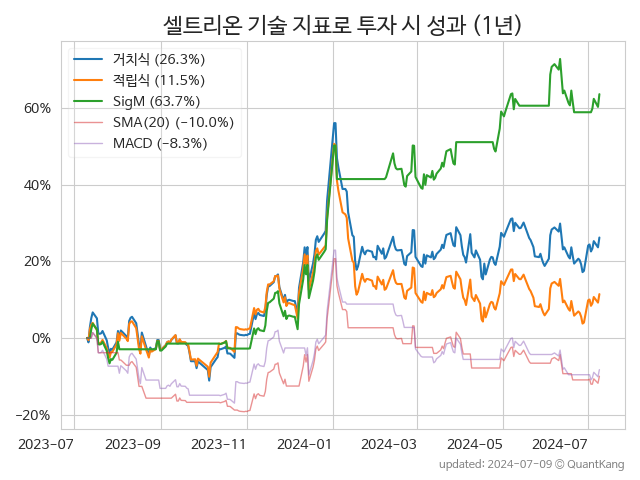 셀트리온 기술 지표로 투자 시 성과 (1년)
거치식 (26.3%)
적립식 (11.5%)
SigM (63.7%)
SMA(20) (−10.0%)
MACD (−8.3%)
60%
40%
20%
0%
−20%
2023-07 2023-09 2023-11 2024-01 2024-03 2024-05 2024-07
updated: 2024-07-09 © QuantKang